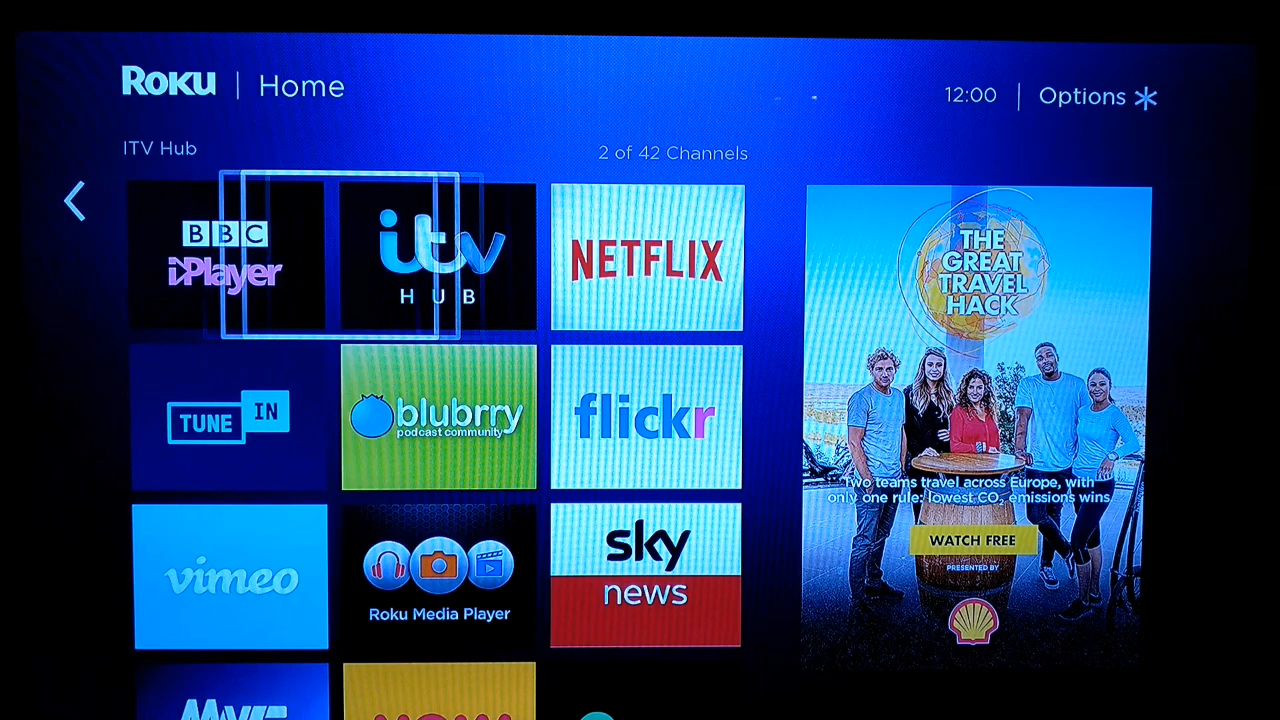 Roku | Home
12:00 | Options
ITV Hub
2 of 42 Channels
BBC
iPlayer
itv
HUB
NETFLIX
TUNE IN
blubrry
podcast community
flickr
vimeo
Roku Media Player
sky
news
THE
GREAT
TRAVEL
HACK
Two teams travel across Europe, with
only one rule: lowest CO₂ emissions wins
WATCH FREE
PRESENTED BY